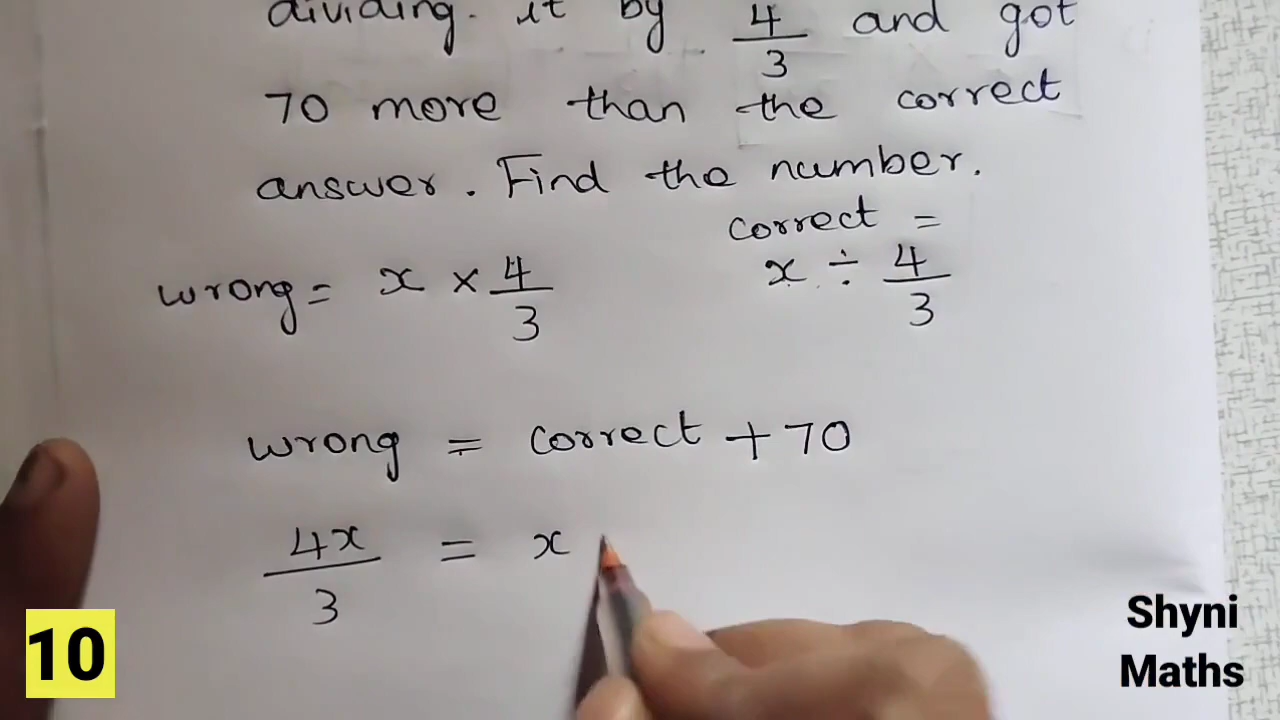 dividing. it by 4/3 and got
70 more than the correct
answer. Find the number.
correct =
wrong = x × 4/3
x ÷ 4/3
wrong = correct + 70
4x/3 = x
10
Shyni
Maths